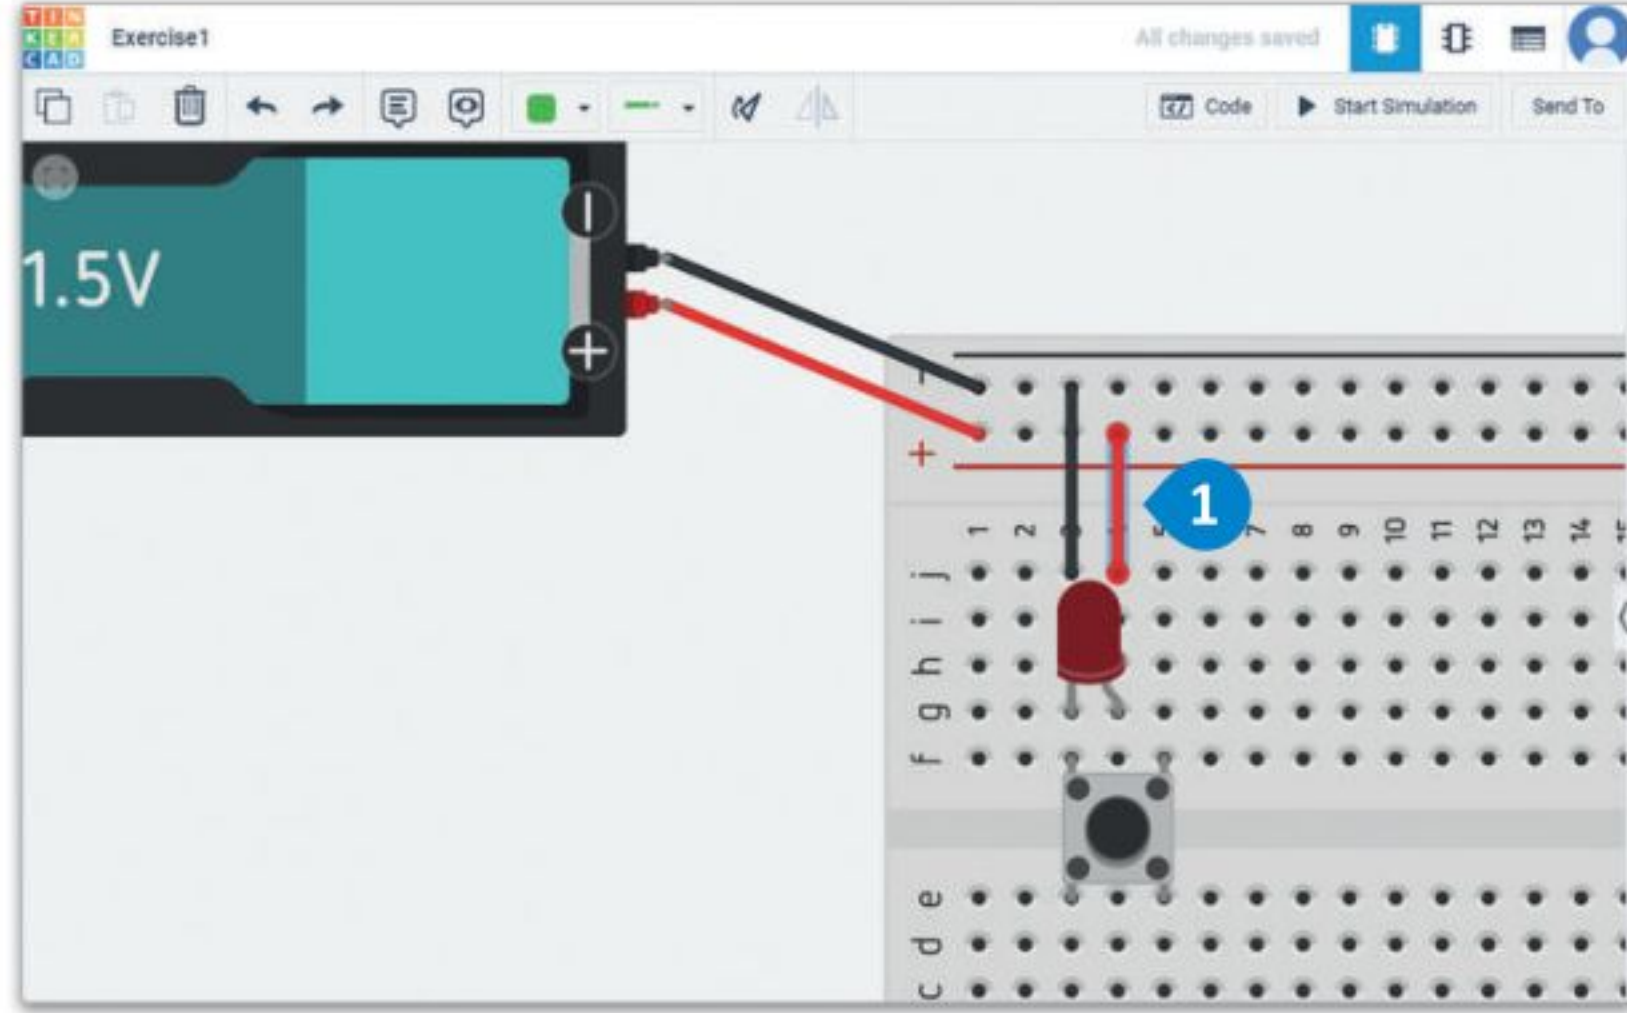 TINKERCAD
Exercise1
All changes saved
Code
Start Simulation
Send To
1.5V
1
1 2 7 8 9 10 11 12 13 14
j
i
h
g
f
e
d
c